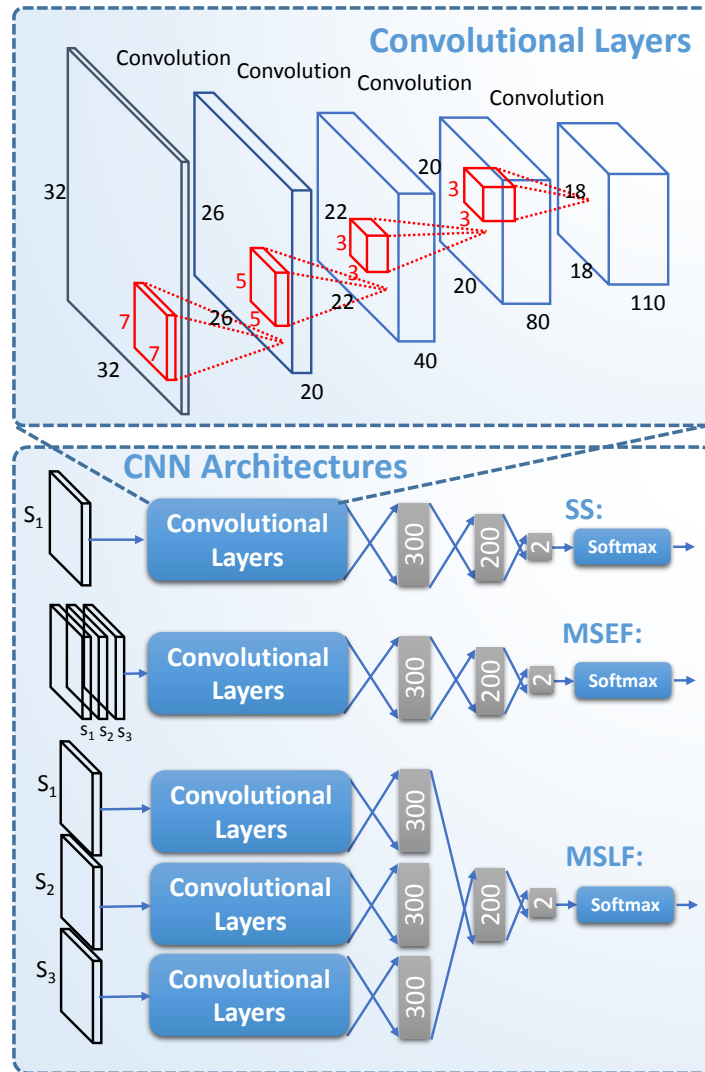 Convolutional Layers
Convolution
Convolution
Convolution
Convolution
32
32
7
7
26
26
5
5
20
22
22
3
3
40
20
20
3
3
80
18
18
110
CNN Architectures
S1
Convolutional
Layers
300
200
2
SS:
Softmax
S1 S2 S3
Convolutional
Layers
300
200
2
MSEF:
Softmax
S1
Convolutional
Layers
300
S2
Convolutional
Layers
300
S3
Convolutional
Layers
300
200
2
MSLF:
Softmax